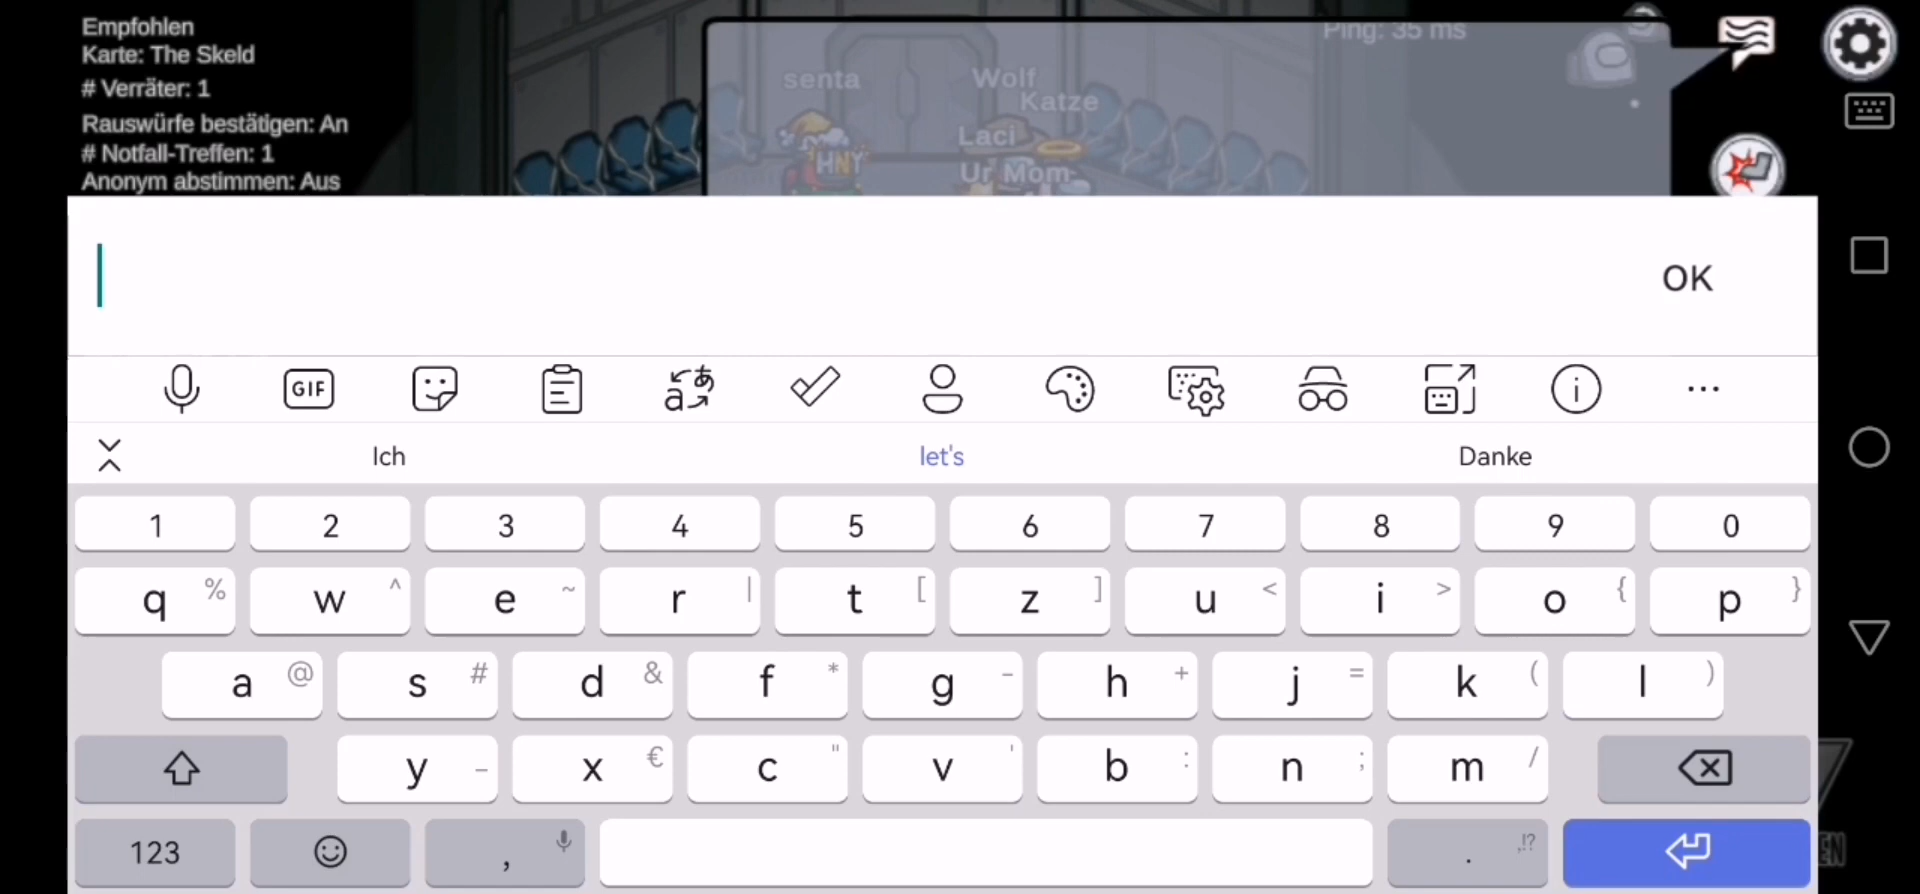 Empfohlen
Karte: The Skeld
# Verräter: 1
Rauswürfe bestätigen: An
# Notfall-Treffen: 1
Anonym abstimmen: Aus
Ping: 35 ms
senta
Wolf
Katze
Laci
Ur Mom
HNY
OK
GIF
a あ
Ich let's Danke
1 2 3 4 5 6 7 8 9 0
q % w ^ e ~ r | t [ z ] u < i > o { p }
a @ s # d & f * g - h + j = k ( l )
y _ x € c " v ' b : n ; m /
123 , . ,!?
EN